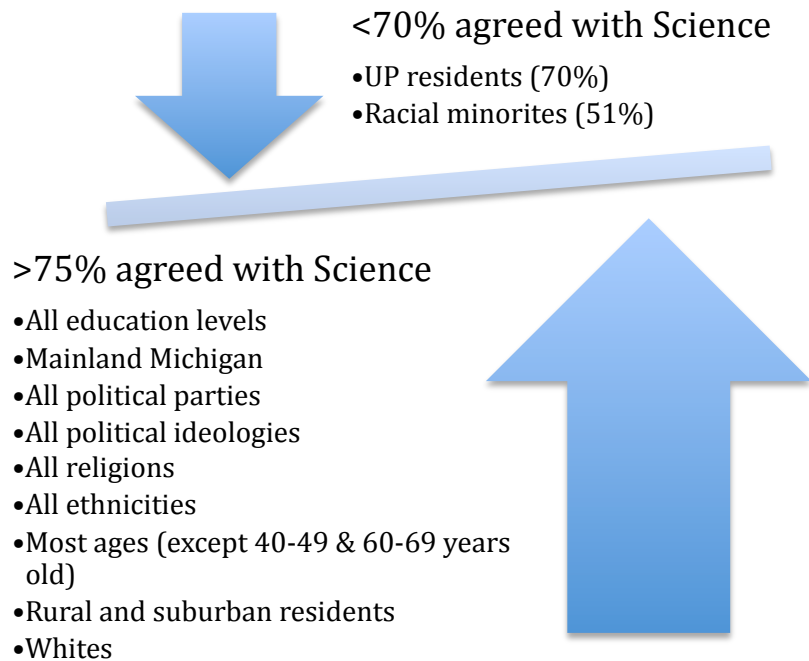 <70% agreed with Science
•UP residents (70%)
•Racial minorites (51%)
>75% agreed with Science
•All education levels
•Mainland Michigan
•All political parties
•All political ideologies
•All religions
•All ethnicities
•Most ages (except 40-49 & 60-69 years
old)
•Rural and suburban residents
•Whites